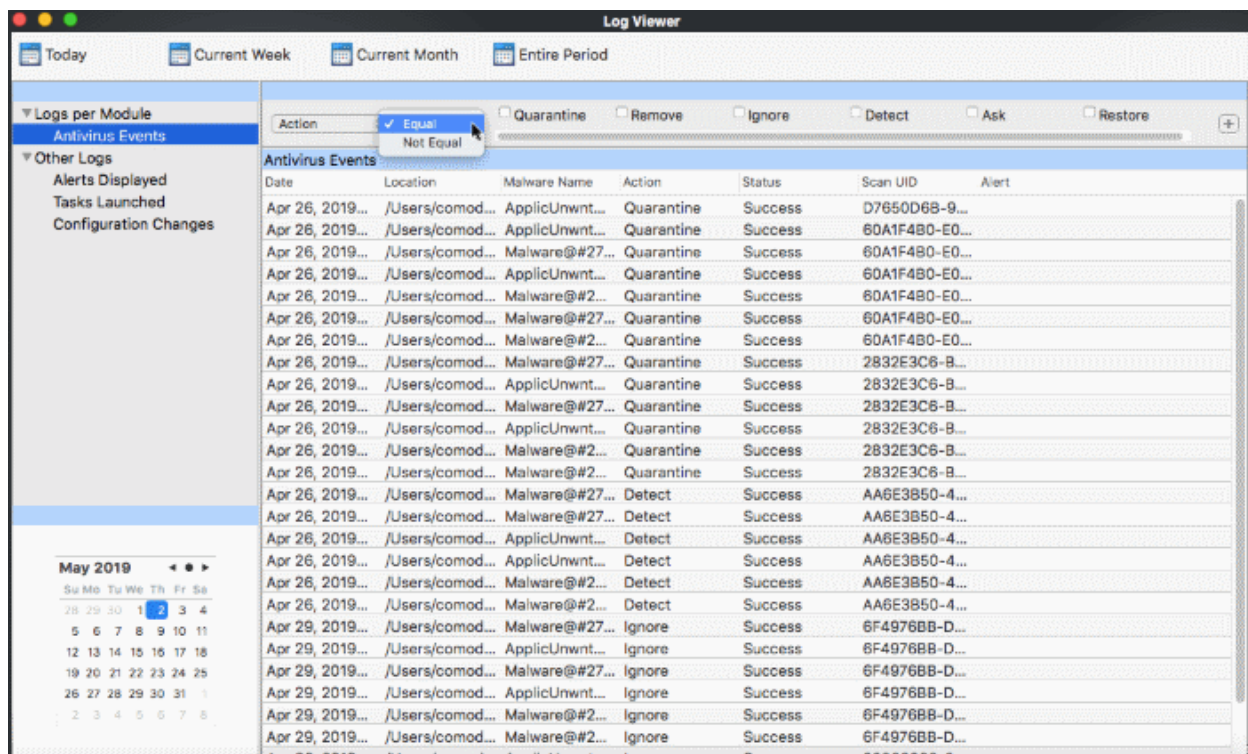 Log Viewer
Today Current Week Current Month Entire Period
Logs per Module
Antivirus Events
Other Logs
Alerts Displayed
Tasks Launched
Configuration Changes
Action Equal Quarantine Remove Ignore Detect Ask Restore
Not Equal
Antivirus Events
Date Location Malware Name Action Status Scan UID Alert
Apr 26, 2019... /Users/comod... ApplicUnwnt... Quarantine Success D7650D6B-9...
Apr 26, 2019... /Users/comod... ApplicUnwnt... Quarantine Success 60A1F4B0-E0...
Apr 26, 2019... /Users/comod... Malware@#27... Quarantine Success 60A1F4B0-E0...
Apr 26, 2019... /Users/comod... ApplicUnwnt... Quarantine Success 60A1F4B0-E0...
Apr 26, 2019... /Users/comod... Malware@#2... Quarantine Success 60A1F4B0-E0...
Apr 26, 2019... /Users/comod... Malware@#27... Quarantine Success 60A1F4B0-E0...
Apr 26, 2019... /Users/comod... Malware@#2... Quarantine Success 60A1F4B0-E0...
Apr 26, 2019... /Users/comod... Malware@#27... Quarantine Success 2832E3C6-B...
Apr 26, 2019... /Users/comod... ApplicUnwnt... Quarantine Success 2832E3C6-B...
Apr 26, 2019... /Users/comod... Malware@#27... Quarantine Success 2832E3C6-B...
Apr 26, 2019... /Users/comod... ApplicUnwnt... Quarantine Success 2832E3C6-B...
Apr 26, 2019... /Users/comod... Malware@#2... Quarantine Success 2832E3C6-B...
Apr 26, 2019... /Users/comod... Malware@#2... Quarantine Success 2832E3C6-B...
Apr 26, 2019... /Users/comod... Malware@#27... Detect Success AA6E3B50-4...
Apr 26, 2019... /Users/comod... Malware@#27... Detect Success AA6E3B50-4...
Apr 26, 2019... /Users/comod... ApplicUnwnt... Detect Success AA6E3B50-4...
Apr 26, 2019... /Users/comod... ApplicUnwnt... Detect Success AA6E3B50-4...
Apr 26, 2019... /Users/comod... Malware@#2... Detect Success AA6E3B50-4...
Apr 26, 2019... /Users/comod... Malware@#2... Detect Success AA6E3B50-4...
Apr 29, 2019... /Users/comod... Malware@#27... Ignore Success 6F4976BB-D...
Apr 29, 2019... /Users/comod... ApplicUnwnt... Ignore Success 6F4976BB-D...
Apr 29, 2019... /Users/comod... Malware@#27... Ignore Success 6F4976BB-D...
Apr 29, 2019... /Users/comod... ApplicUnwnt... Ignore Success 6F4976BB-D...
Apr 29, 2019... /Users/comod... Malware@#2... Ignore Success 6F4976BB-D...
Apr 29, 2019... /Users/comod... Malware@#2... Ignore Success 6F4976BB-D...
May 2019
Su Mo Tu We Th Fr Sa
28 29 30 1 2 3 4
5 6 7 8 9 10 11
12 13 14 15 16 17 18
19 20 21 22 23 24 25
26 27 28 29 30 31 1
2 3 4 5 6 7 8